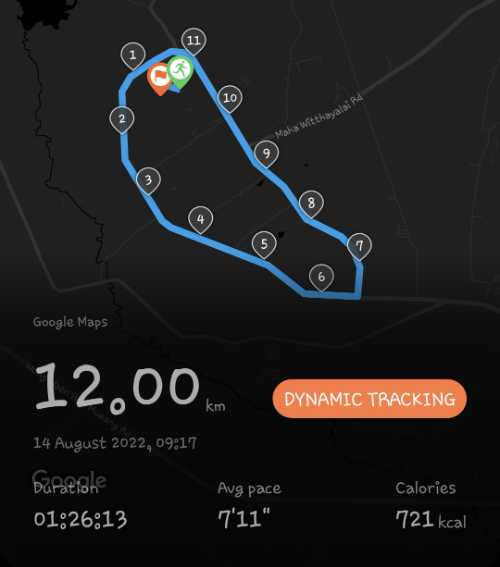 11
1
10
2
Maha Witthayalai Rd
9
3
8
4
5
7
6
Google Maps
12.00 km
DYNAMIC TRACKING
14 August 2022, 09:17
Google
Duration Avg pace Calories
01:26:13 7'11" 721 kcal